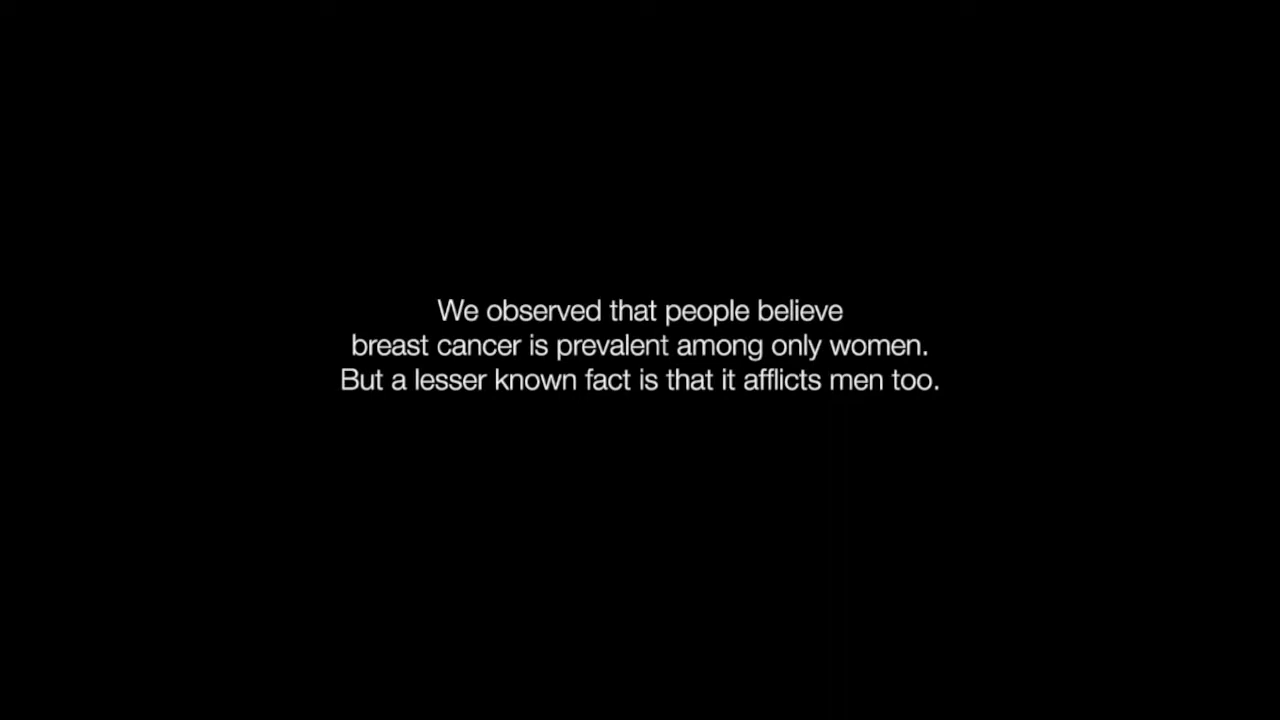 We observed that people believe
breast cancer is prevalent among only women.
But a lesser known fact is that it afflicts men too.